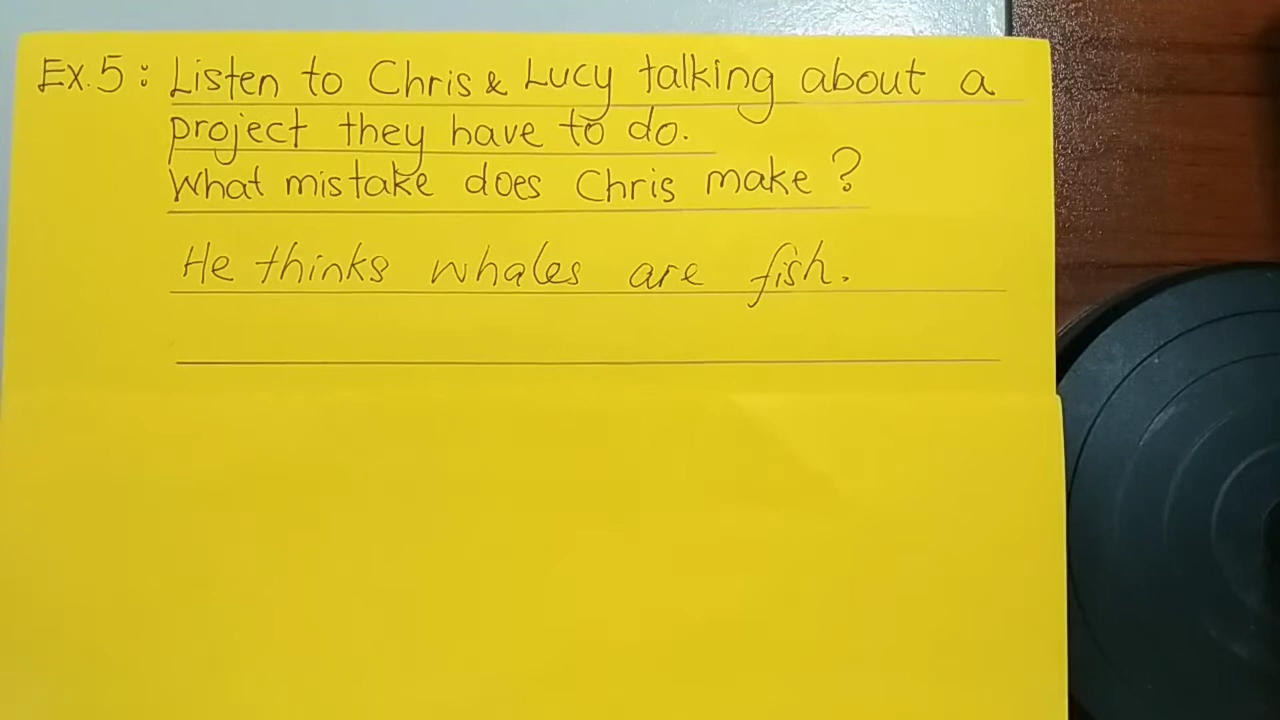 Ex.5: Listen to Chris & Lucy talking about a
project they have to do.
What mistake does Chris make?
He thinks whales are fish.